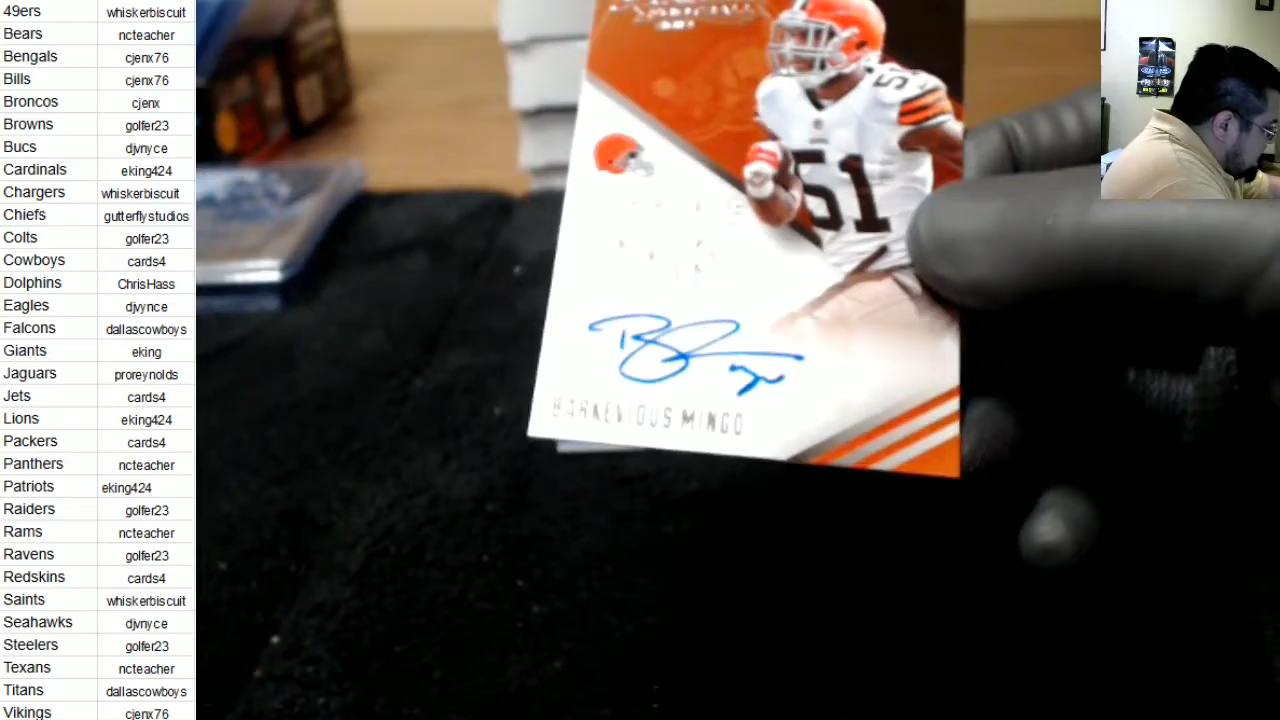 49ers whiskerbiscuit
Bears ncteacher
Bengals cjenx76
Bills cjenx76
Broncos cjenx
Browns golfer23
Bucs djvnyce
Cardinals eking424
Chargers whiskerbiscuit
Chiefs gutterflystudios
Colts golfer23
Cowboys cards4
Dolphins ChrisHass
Eagles djvynce
Falcons dallascowboys
Giants eking
Jaguars proreynolds
Jets cards4
Lions eking424
Packers cards4
Panthers ncteacher
Patriots eking424
Raiders golfer23
Rams ncteacher
Ravens golfer23
Redskins cards4
Saints whiskerbiscuit
Seahawks djvnyce
Steelers golfer23
Texans ncteacher
Titans dallascowboys
Vikings cjenx76
51
51
BARKEVIOUS MINGO